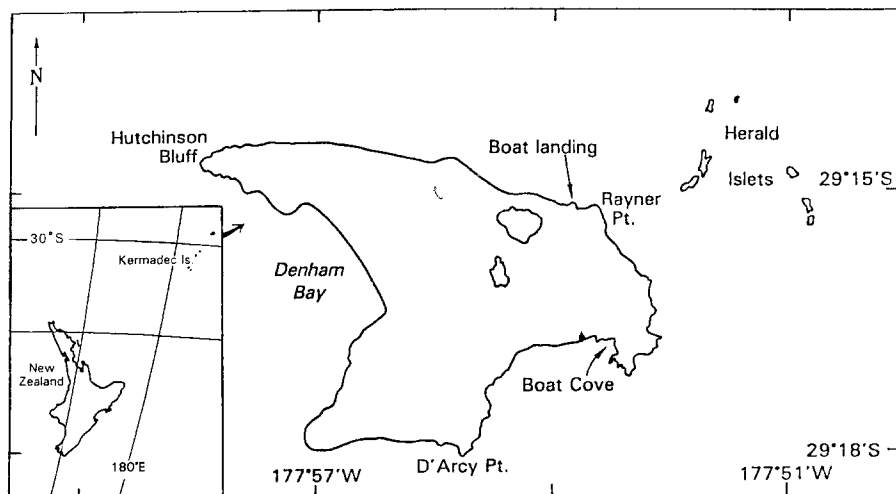 N
Hutchinson
Bluff
Boat landing
Herald
Islets
29°15'S
Rayner
Pt.
30°S
Kermadec Is.
Denham
Bay
New
Zealand
Boat Cove
180°E
D'Arcy Pt.
29°18'S
177°57'W
177°51'W